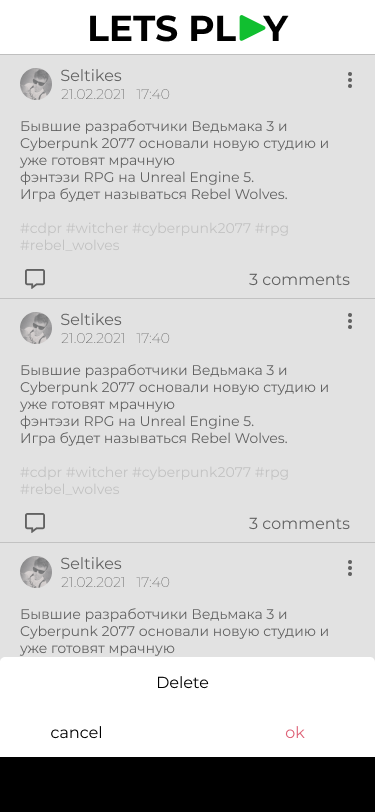 LETS PLAY
Seltikes
21.02.2021 17:40
Бывшие разработчики Ведьмака 3 и
Cyberpunk 2077 основали новую студию и
уже готовят мрачную
фэнтэзи RPG на Unreal Engine 5.
Игра будет называться Rebel Wolves.
#cdpr #witcher #cyberpunk2077 #rpg
#rebel_wolves
3 comments
Seltikes
21.02.2021 17:40
Бывшие разработчики Ведьмака 3 и
Cyberpunk 2077 основали новую студию и
уже готовят мрачную
фэнтэзи RPG на Unreal Engine 5.
Игра будет называться Rebel Wolves.
#cdpr #witcher #cyberpunk2077 #rpg
#rebel_wolves
3 comments
Seltikes
21.02.2021 17:40
Бывшие разработчики Ведьмака 3 и
Cyberpunk 2077 основали новую студию и
уже готовят мрачную
Delete
cancel ok